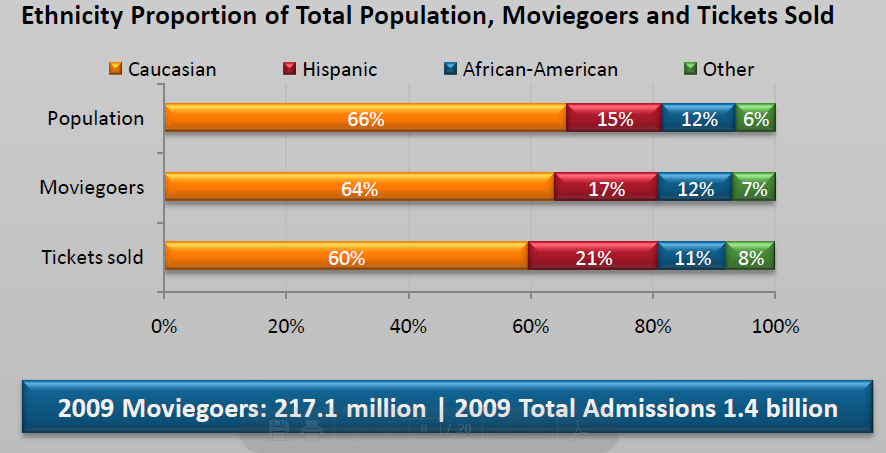 Ethnicity Proportion of Total Population, Moviegoers and Tickets Sold
Caucasian Hispanic African-American Other
Population 66% 15% 12% 6%
Moviegoers 64% 17% 12% 7%
Tickets sold 60% 21% 11% 8%
0% 20% 40% 60% 80% 100%
2009 Moviegoers: 217.1 million | 2009 Total Admissions 1.4 billion
8 / 20